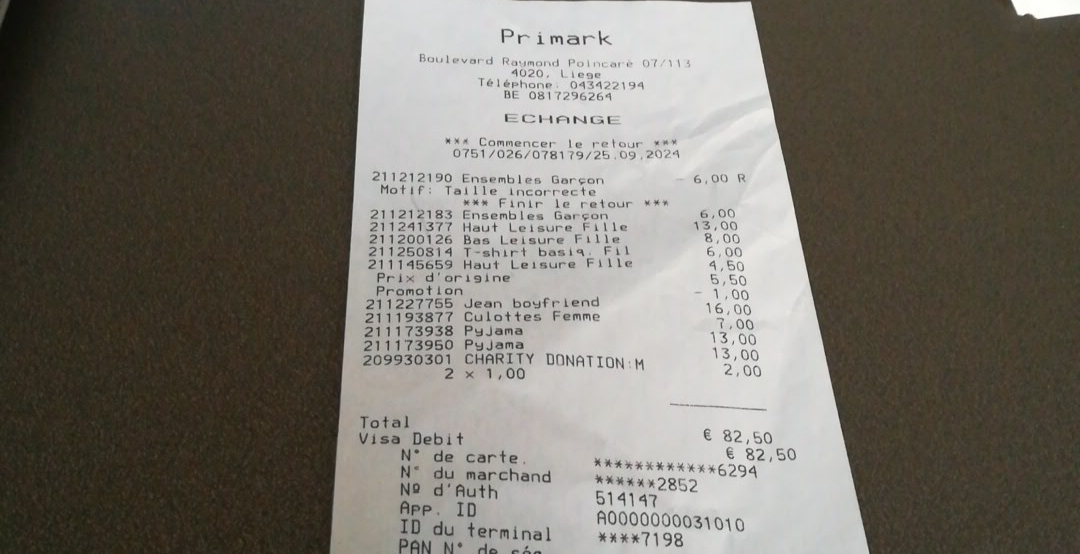 Primark
Boulevard Raymond Poincaré 07/113
4020, Liege
Téléphone: 043422194
BE 0817296264
ECHANGE
*** Commencer le retour ***
0751/026/078179/25.09.2024
211212190 Ensembles Garçon - 6,00 R
Motif: Taille incorrecte
*** Finir le retour ***
211212183 Ensembles Garçon 6,00
211241377 Haut Leisure Fille 13,00
211200126 Bas Leisure Fille 8,00
211250814 T-shirt basiq. Fil 6,00
211145659 Haut Leisure Fille 4,50
Prix d'origine 5,50
Promotion - 1,00
211227755 Jean boyfriend 16,00
211193877 Culottes Femme 7,00
211173938 PyJama 13,00
211173950 PyJama 13,00
209930301 CHARITY DONATION:M 2,00
2 x 1,00
Total € 82,50
Visa Debit € 82,50
N° de carte. ************6294
N° du marchand ******2852
Nº d'Auth 514147
App. ID A0000000031010
ID du terminal ****7198
PAN N° de